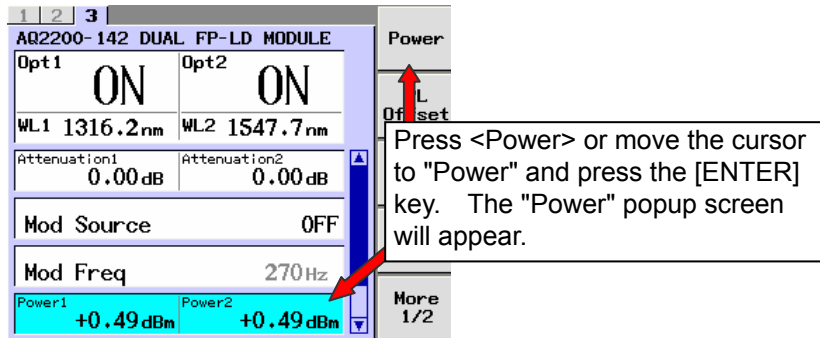 1 2 3
AQ2200-142 DUAL FP-LD MODULE
Opt1 ON Opt2 ON
WL1 1316.2nm WL2 1547.7nm
Attenuation1 Attenuation2
0.00dB 0.00dB
Mod Source OFF
Mod Freq 270Hz
Power1 Power2
+0.49dBm +0.49dBm
Power
Offset
More
1/2
Press <Power> or move the cursor
to "Power" and press the [ENTER]
key. The "Power" popup screen
will appear.